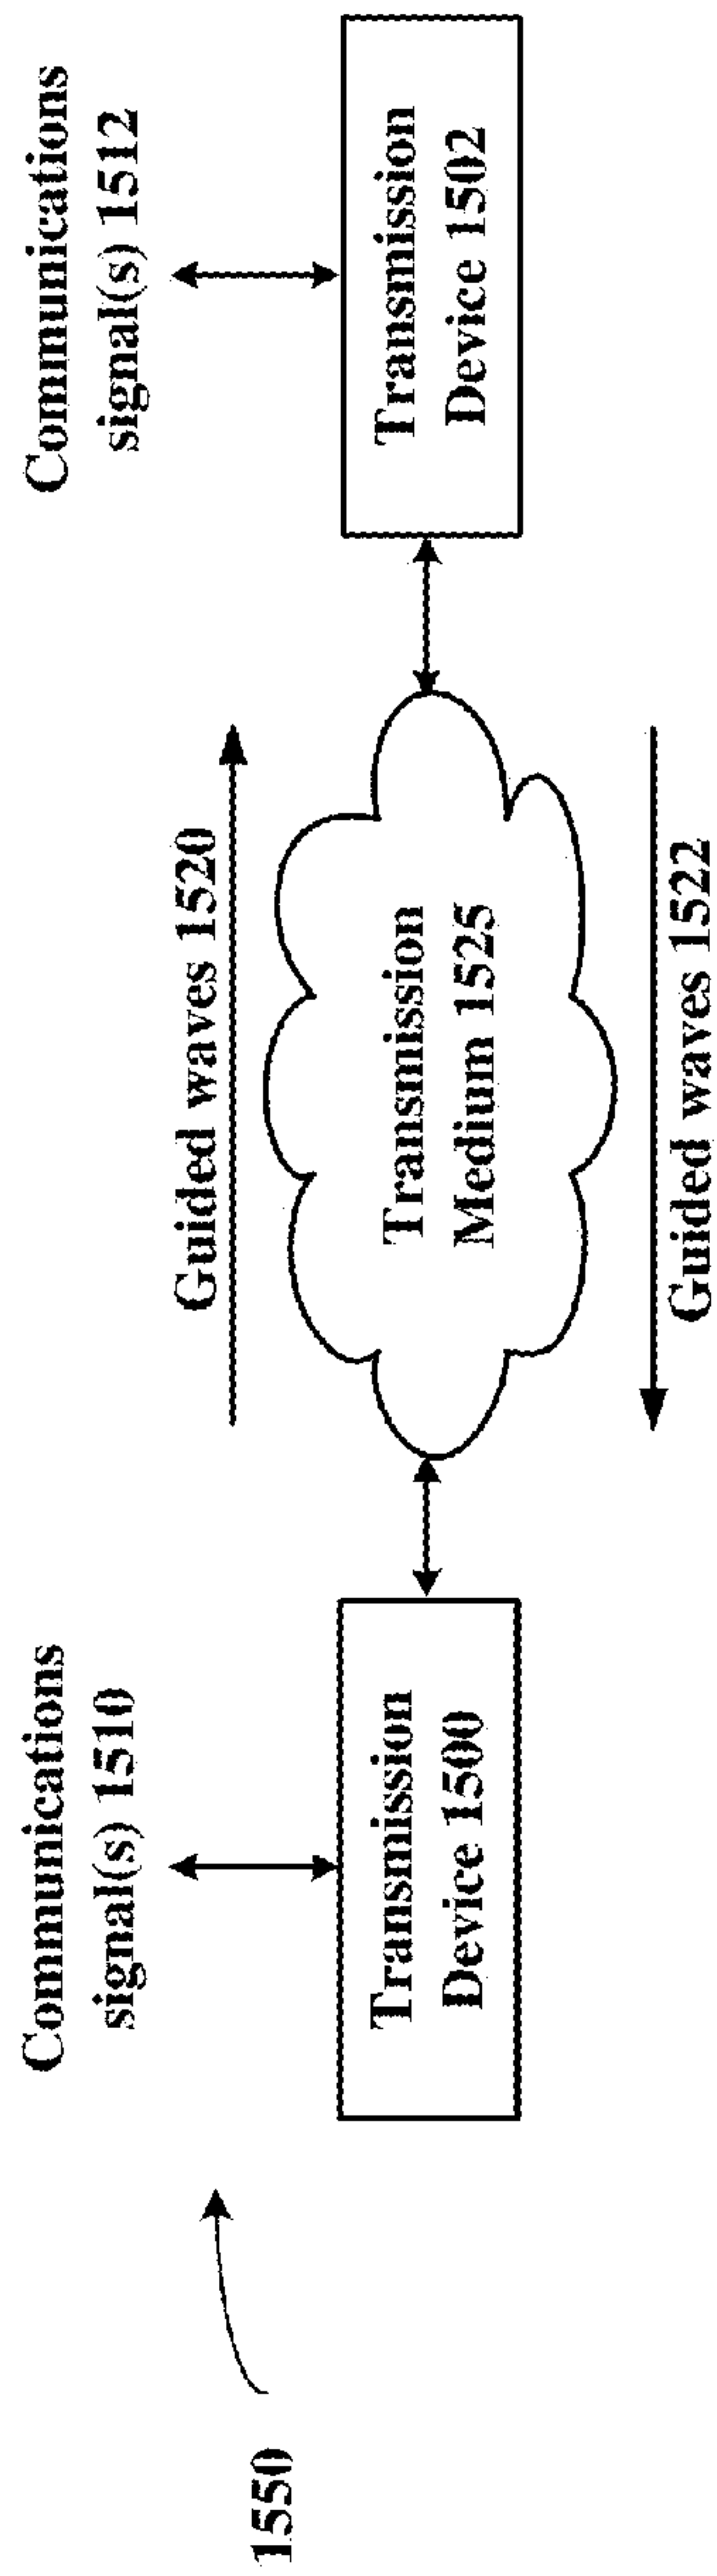 Communications
signal(s) 1510
Communications
signal(s) 1512
Guided waves 1520
1550
Transmission
Device 1500
Transmission
Medium 1525
Transmission
Device 1502
Guided waves 1522